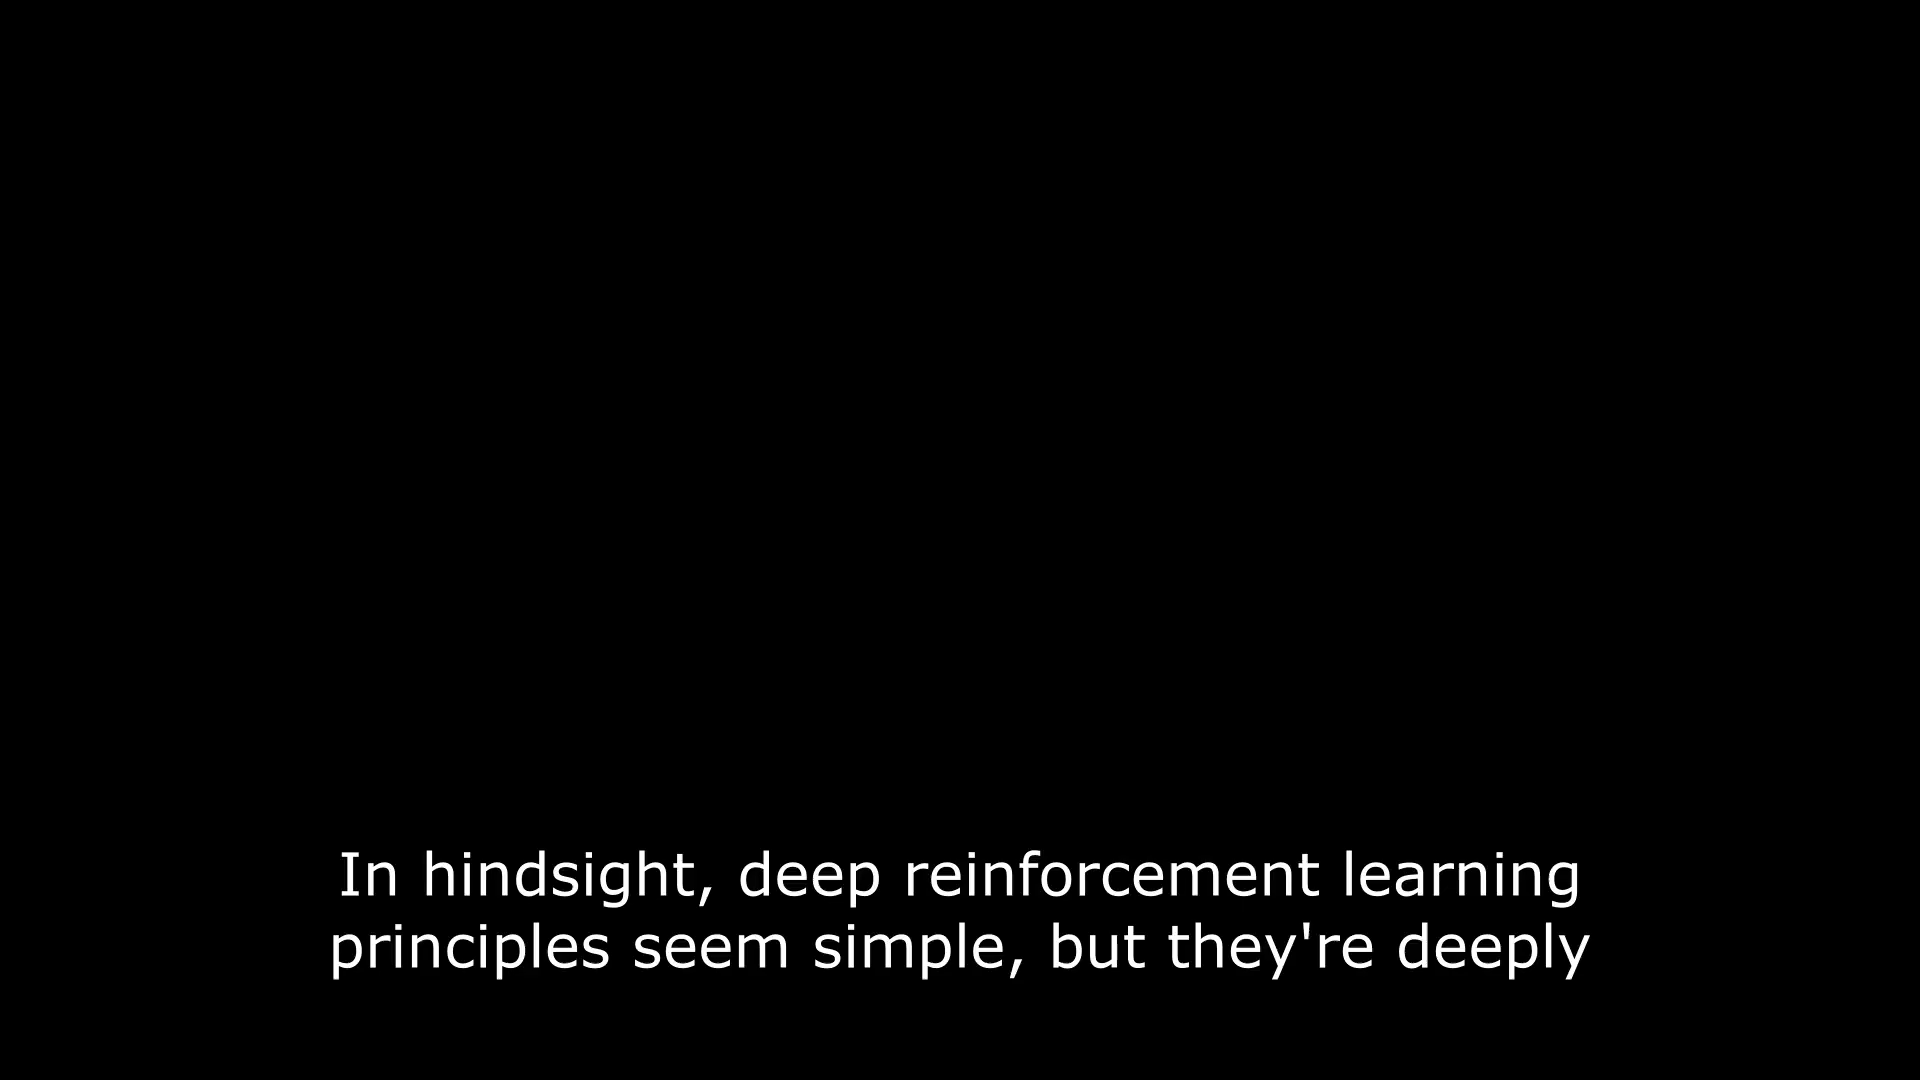 In hindsight, deep reinforcement learning
principles seem simple, but they're deeply